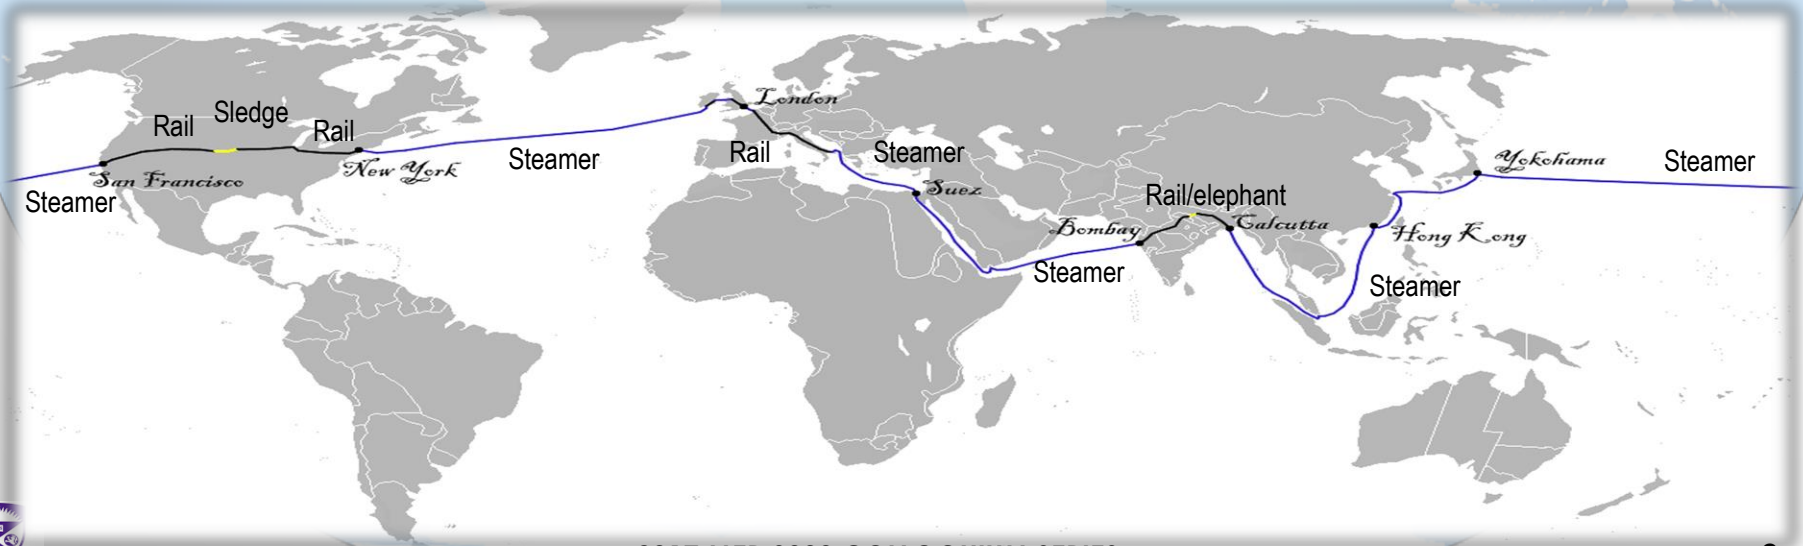 Sledge
Rail
Rail
London
Steamer
Rail
Steamer
New York
San Francisco
Steamer
Suez
Rail/elephant
Bombay
Calcutta
Steamer
Yokohama
Steamer
Hong Kong
Steamer